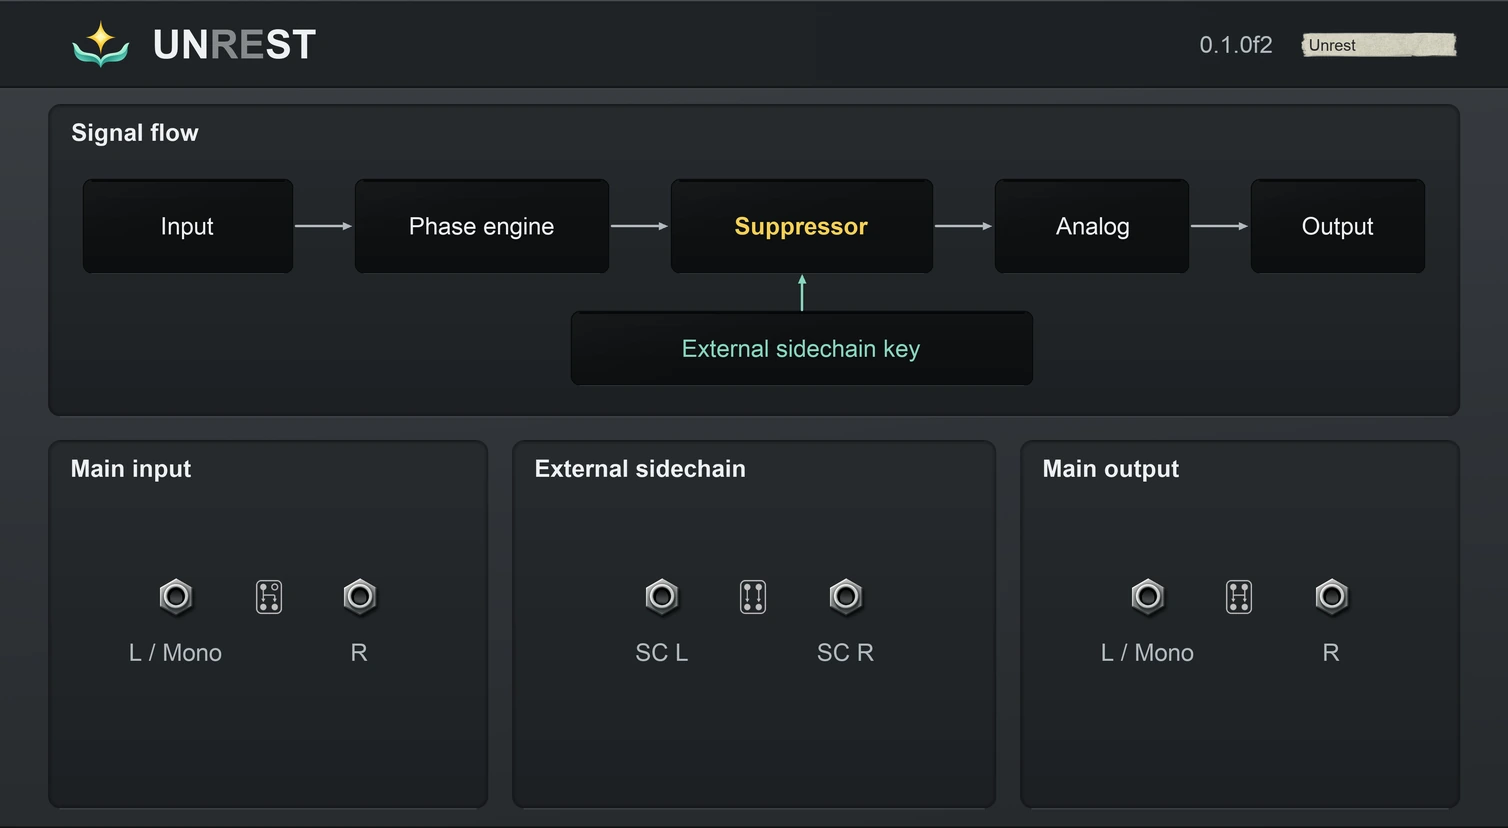 UNREST
0.1.0f2
Unrest
Signal flow
Input
Phase engine
Suppressor
Analog
Output
External sidechain key
Main input
External sidechain
Main output
L / Mono
R
SC L
SC R
L / Mono
R